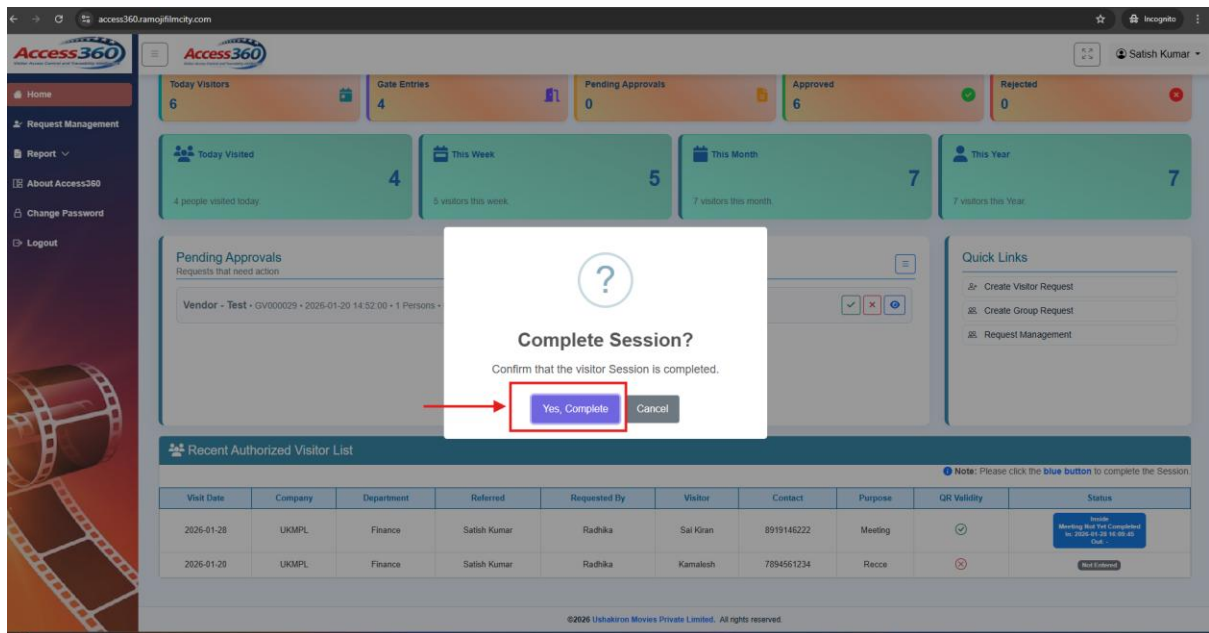 access360.ramojifilmcity.com
Incognito
Access360
Access360
Satish Kumar
Home
Request Management
Report
About Access360
Change Password
Logout
Today Visitors
6
Gate Entries
4
Pending Approvals
0
Approved
6
Rejected
0
Today Visited
4
4 people visited today.
This Week
5
5 visitors this week.
This Month
7
7 visitors this month.
This Year
7
7 visitors this Year.
Pending Approvals
Requests that need action
Vendor - Test • GV000029 • 2026-01-20 14:52:00 • 1 Persons •
Quick Links
Create Visitor Request
Create Group Request
Request Management
?
Complete Session?
Confirm that the visitor Session is completed.
Yes, Complete
Cancel
Recent Authorized Visitor List
Note: Please click the blue button to complete the Session.
Visit Date Company Department Referred Requested By Visitor Contact Purpose QR Validity Status
2026-01-28 UKMPL Finance Satish Kumar Radhika Sai Kiran 8919146222 Meeting
Inside
Meeting Not Yet Completed
In: 2026-01-28 16:09:45
Out: -
2026-01-20 UKMPL Finance Satish Kumar Radhika Kamalesh 7894561234 Recce Not Entered
©2026 Ushakiron Movies Private Limited. All rights reserved.